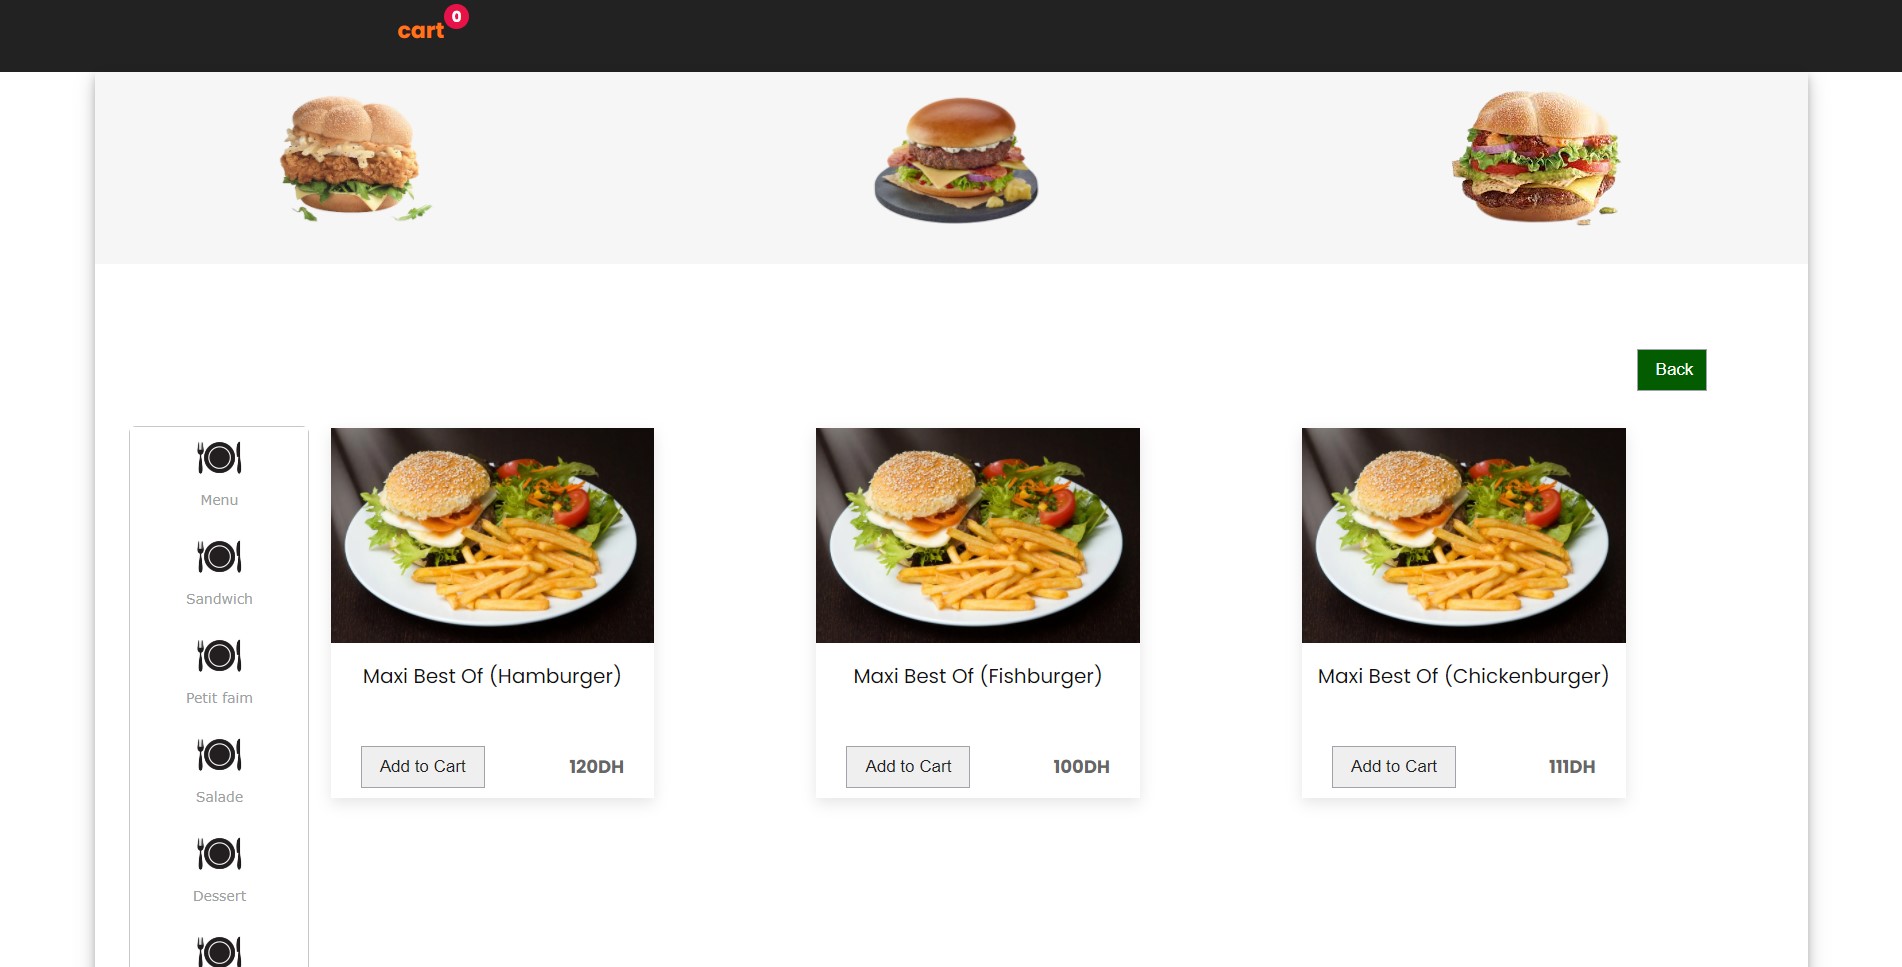 cart 0
Back
Menu
Sandwich
Petit faim
Salade
Dessert
Maxi Best Of (Hamburger)
Add to Cart 120DH
Maxi Best Of (Fishburger)
Add to Cart 100DH
Maxi Best Of (Chickenburger)
Add to Cart 111DH